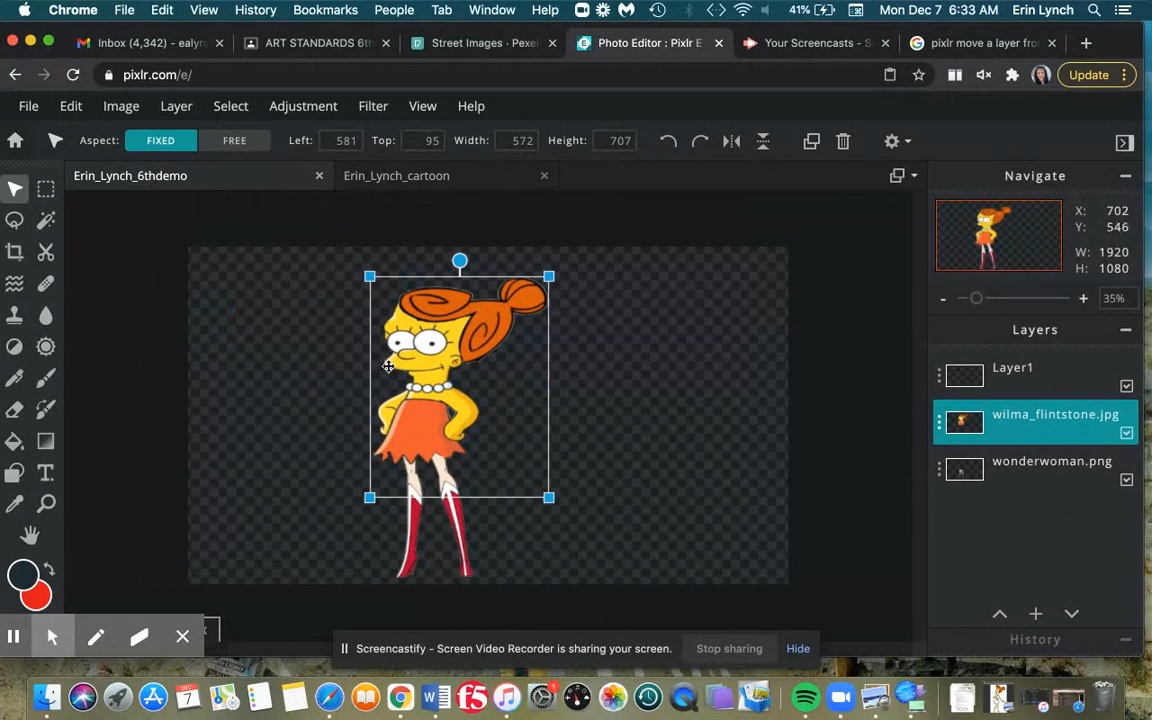 Chrome File Edit View History Bookmarks People Tab Window Help 41% Mon Dec 7 6:33 AM Erin Lynch
Inbox (4,342) - ealyn ART STANDARDS 6th Street Images - Pexe Photo Editor : Pixlr E Your Screencasts - S pixlr move a layer fro
pixlr.com/e/ Update
File Edit Image Layer Select Adjustment Filter View Help
Aspect: FIXED FREE Left: 581 Top: 95 Width: 572 Height: 707
Erin_Lynch_6thdemo Erin_Lynch_cartoon Navigate
X: 702
Y: 546
W: 1920
H: 1080
35%
Layers
Layer1
wilma_flintstone.jpg
wonderwoman.png
History
Screencastify - Screen Video Recorder is sharing your screen. Stop sharing Hide